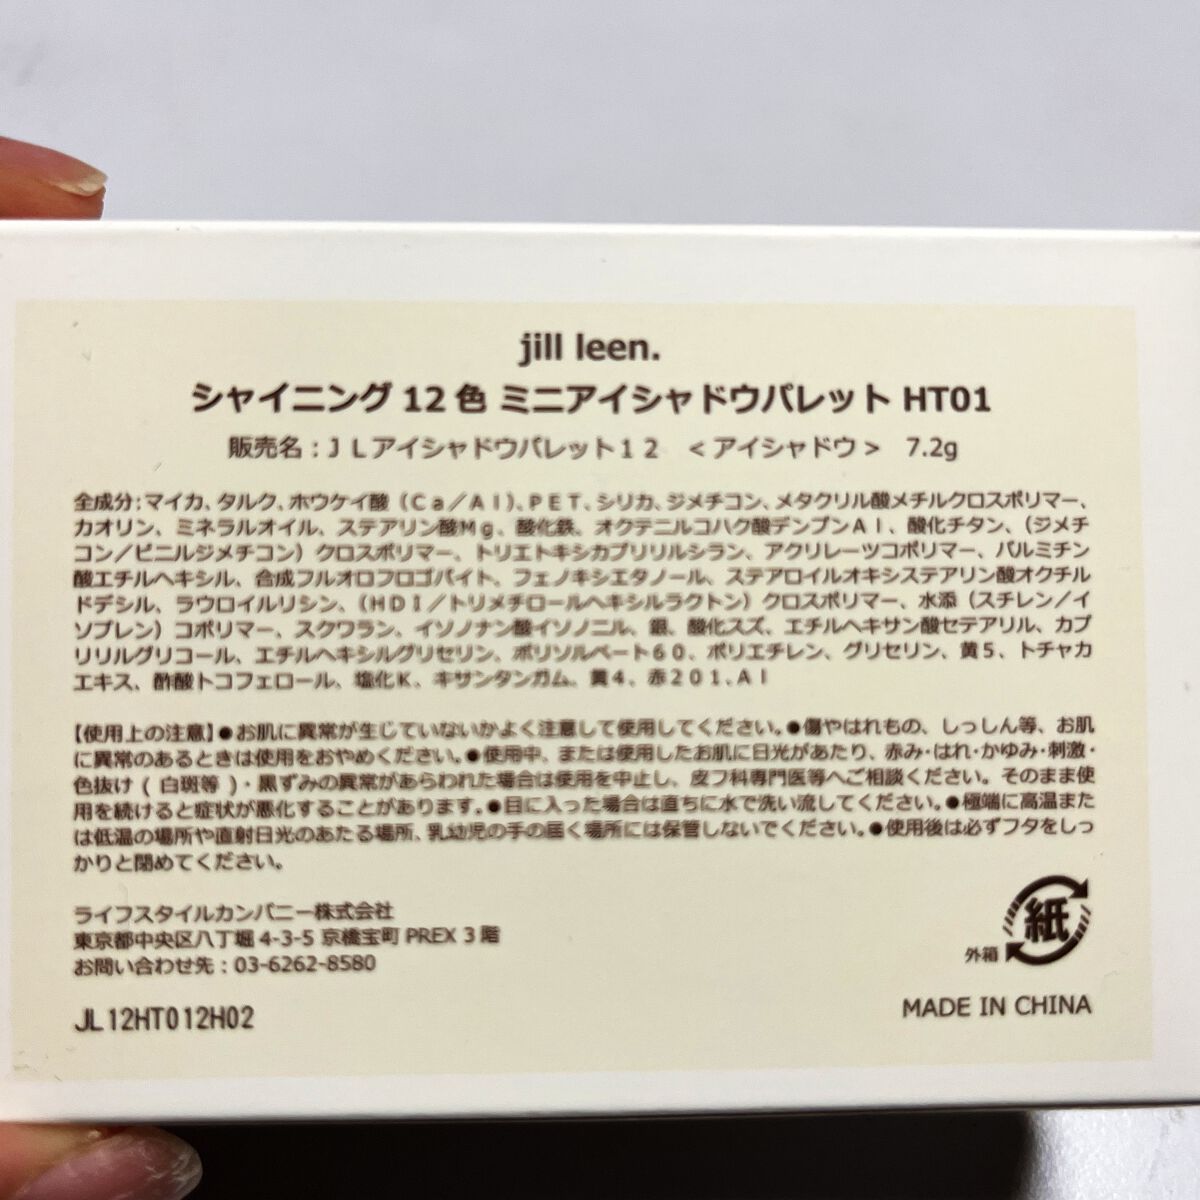 jill leen.
シャイニング 12 色 ミニアイシャドウパレット HT01
販売名：ＪＬアイシャドウパレット１２ ＜アイシャドウ＞ 7.2g
全成分：マイカ、タルク、ホウケイ酸（Ｃａ／Ａｌ）、ＰＥＴ、シリカ、ジメチコン、メタクリル酸メチルクロスポリマー、
カオリン、ミネラルオイル、ステアリン酸Ｍｇ、酸化鉄、オクテニルコハク酸デンプンＡｌ、酸化チタン、（ジメチ
コン／ビニルジメチコン）クロスポリマー、トリエトキシカプリリルシラン、アクリレーツコポリマー、パルミチン
酸エチルヘキシル、合成フルオロフロゴパイト、フェノキシエタノール、ステアロイルオキシステアリン酸オクチル
ドデシル、ラウロイルリシン、（ＨＤＩ／トリメチロールヘキシルラクトン）クロスポリマー、水添（スチレン／イ
ソプレン）コポリマー、スクワラン、イソノナン酸イソノニル、銀、酸化スズ、エチルヘキサン酸セテアリル、カプ
リリルグリコール、エチルヘキシルグリセリン、ポリソルベート６０、ポリエチレン、グリセリン、黄５、トチャカ
エキス、酢酸トコフェロール、塩化Ｋ、キサンタンガム、黄４、赤２０１、Ａｌ
【使用上の注意】●お肌に異常が生じていないかよく注意して使用してください。●傷やはれもの、しっしん等、お肌
に異常のあるときは使用をおやめください。●使用中、または使用したお肌に日光があたり、赤み・はれ・かゆみ・刺激・
色抜け（白斑等）・黒ずみの異常があらわれた場合は使用を中止し、皮フ科専門医等へご相談ください。そのまま使
用を続けると症状が悪化することがあります。●目に入った場合は直ちに水で洗い流してください。●極端に高温また
は低温の場所や直射日光のあたる場所、乳幼児の手の届く場所には保管しないでください。●使用後は必ずフタをしっ
かりと閉めてください。
ライフスタイルカンパニー株式会社
東京都中央区八丁堀 4-3-5 京橋宝町 PREX 3 階
お問い合わせ先：03-6262-8580
紙
外箱
JL12HT012H02
MADE IN CHINA